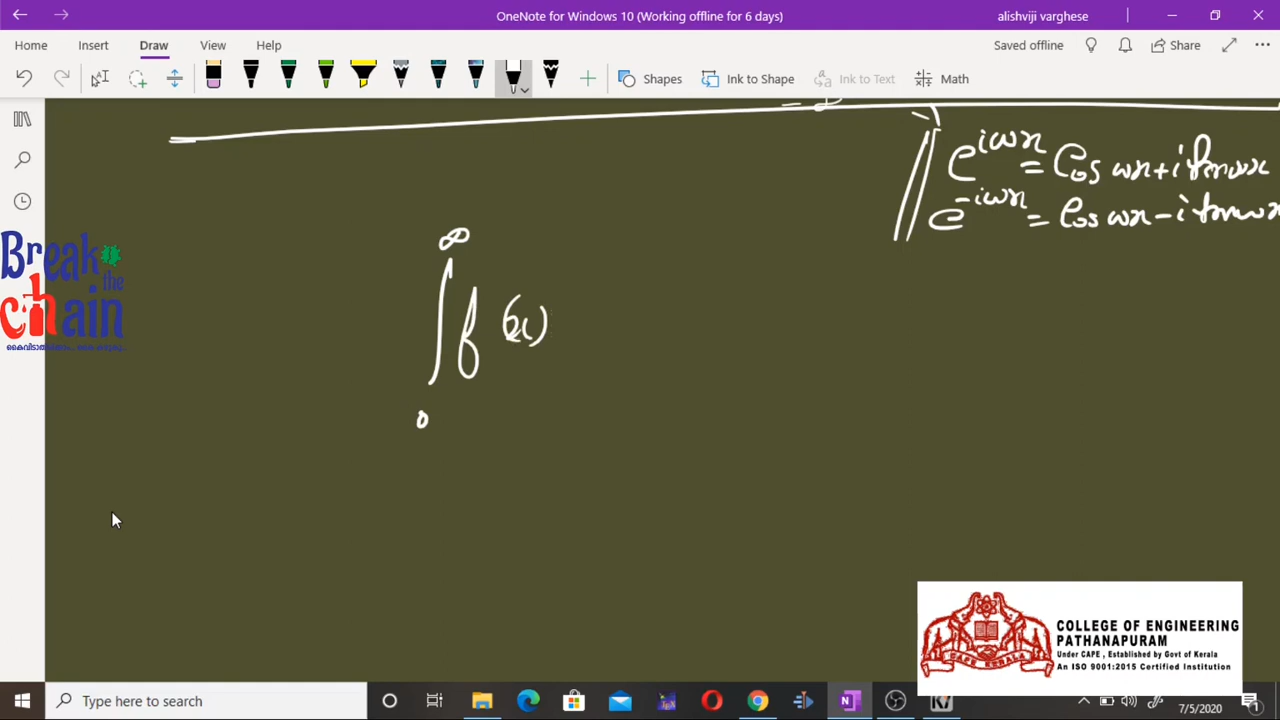 OneNote for Windows 10 (Working offline for 6 days)
alishviji varghese
Home Insert Draw View Help
Saved offline
Share
Shapes
Ink to Shape
Ink to Text
Math
e^{iωx} = Cos ωx + i sin ωx
e^{-iωx} = Cos ωx - i sin ωx
Break
the
chain
∞
∫ f (x)
0
COLLEGE OF ENGINEERING
PATHANAPURAM
Under CAPE , Established by Govt of Kerala
An ISO 9001:2015 Certified Institution
CAPE KERALA
Type here to search
7/5/2020